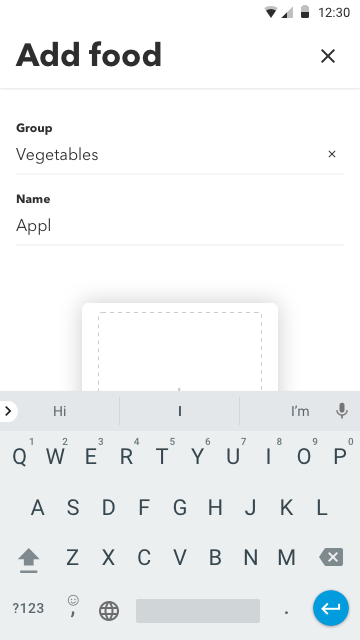 12:30
Add food
Group
Vegetables
Name
Appl
Hi I I'm
1 2 3 4 5 6 7 8 9 0
Q W E R T Y U I O P
A S D F G H J K L
Z X C V B N M
?123 , .